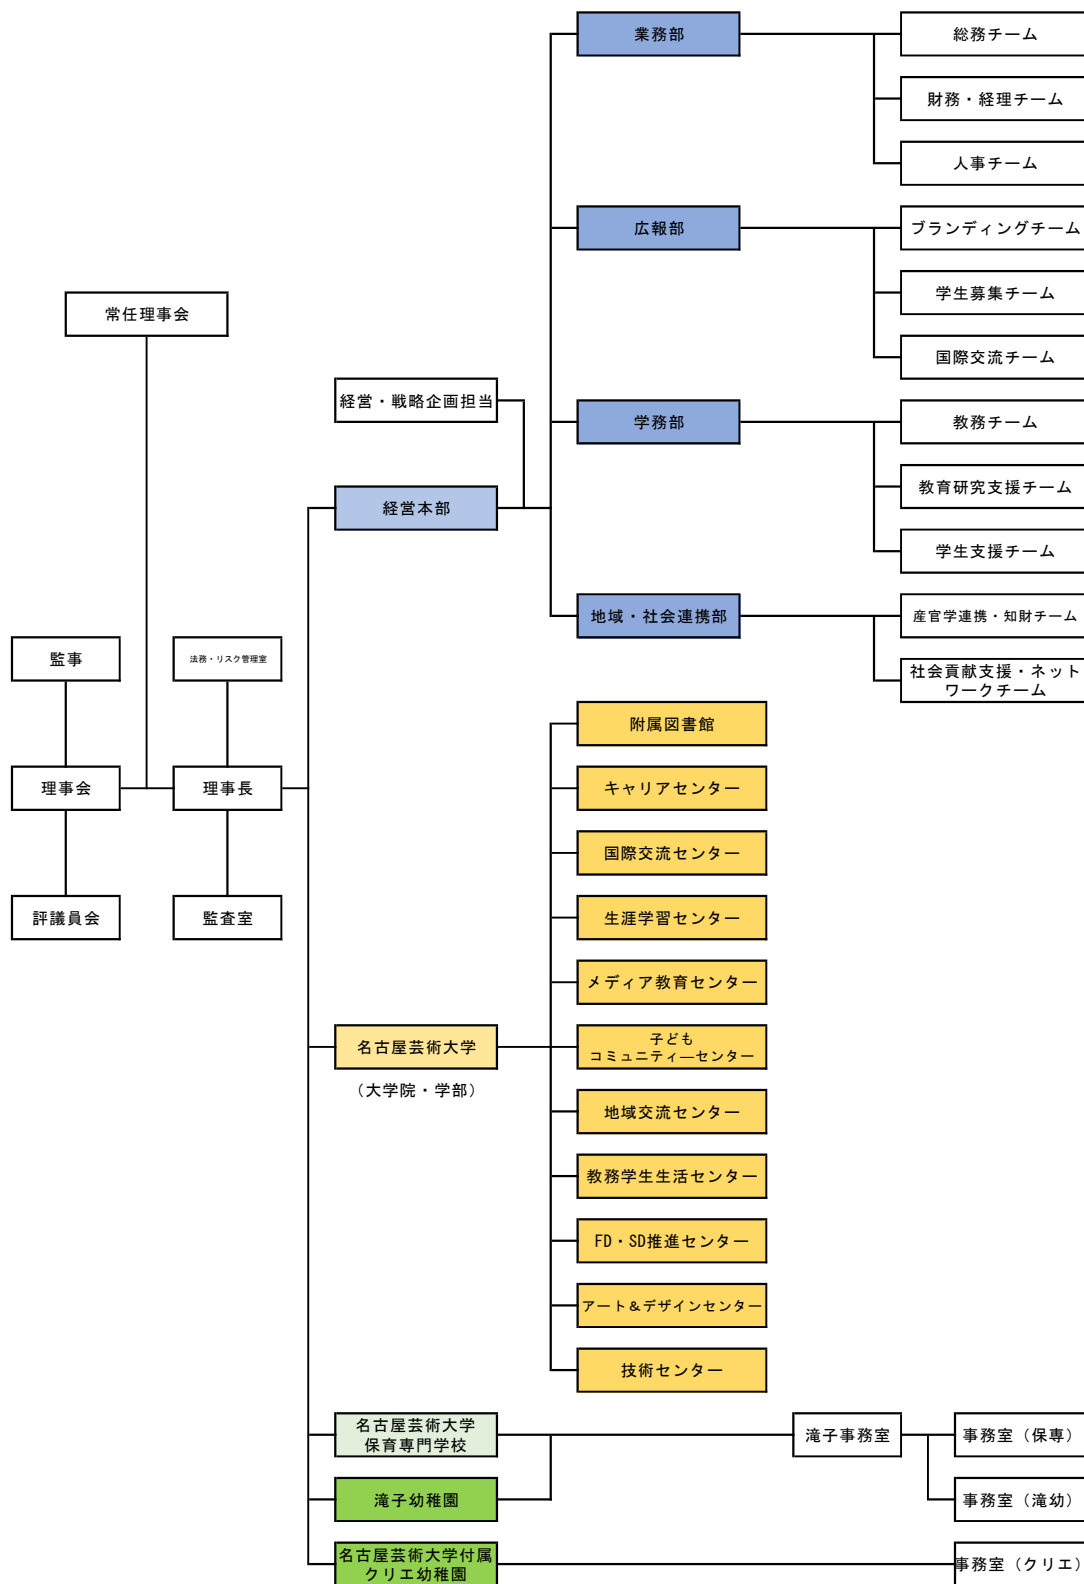 業務部
総務チーム
財務・経理チーム
人事チーム
広報部
ブランディングチーム
学生募集チーム
国際交流チーム
常任理事会
経営・戦略企画担当
学務部
教務チーム
教育研究支援チーム
学生支援チーム
経営本部
地域・社会連携部
産官学連携・知財チーム
社会貢献支援・ネット
ワークチーム
監事
法務・リスク管理室
理事会
理事長
評議員会
監査室
附属図書館
キャリアセンター
国際交流センター
生涯学習センター
メディア教育センター
名古屋芸術大学
（大学院・学部）
子ども
コミュニティ―センター
地域交流センター
教務学生生活センター
FD・SD推進センター
アート＆デザインセンター
技術センター
名古屋芸術大学
保育専門学校
滝子事務室
事務室（保専）
滝子幼稚園
事務室（滝幼）
名古屋芸術大学付属
クリエ幼稚園
事務室（クリエ）